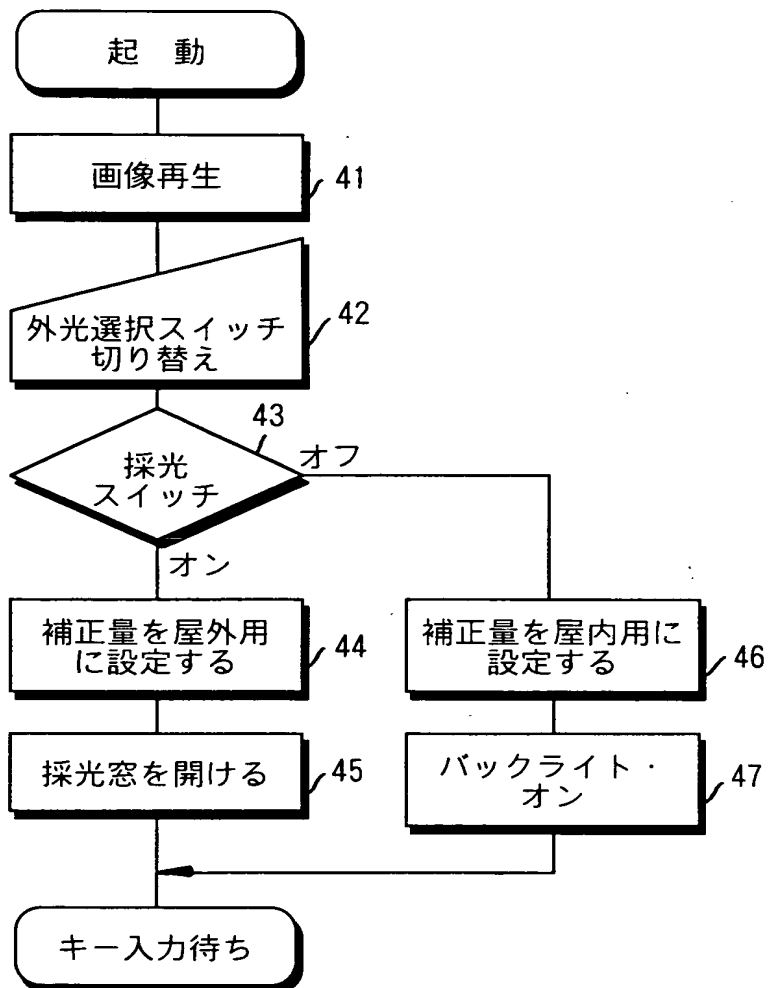 起 動
画像再生
41
外光選択スイッチ
切り替え
42
43
採光
スイッチ
オフ
オン
補正量を屋外用
に設定する
44
補正量を屋内用に
設定する
46
採光窓を開ける
45
バックライト・
オン
47
キー入力待ち